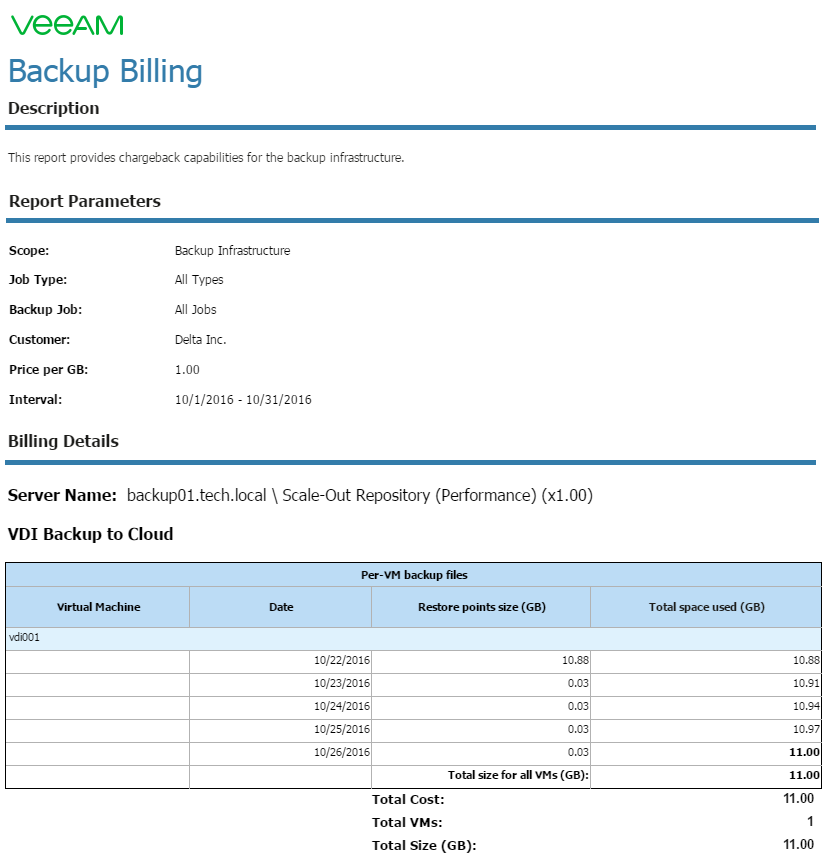 veeam
Backup Billing
Description
This report provides chargeback capabilities for the backup infrastructure.
Report Parameters
Scope: Backup Infrastructure
Job Type: All Types
Backup Job: All Jobs
Customer: Delta Inc.
Price per GB: 1.00
Interval: 10/1/2016 - 10/31/2016
Billing Details
Server Name: backup01.tech.local \ Scale-Out Repository (Performance) (x1.00)
VDI Backup to Cloud
Per-VM backup files
Virtual Machine Date Restore points size (GB) Total space used (GB)
vdi001
10/22/2016 10.88 10.88
10/23/2016 0.03 10.91
10/24/2016 0.03 10.94
10/25/2016 0.03 10.97
10/26/2016 0.03 11.00
Total size for all VMs (GB): 11.00
Total Cost: 11.00
Total VMs: 1
Total Size (GB): 11.00